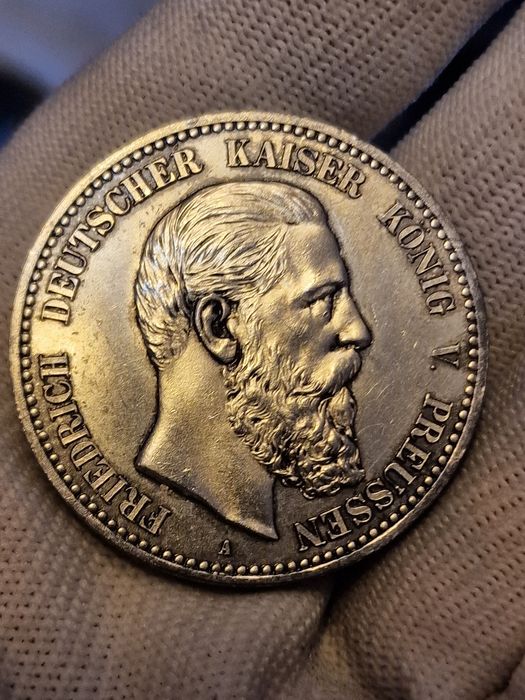 FRIEDRICH DEUTSCHER KAISER KÖNIG V. PREUSSEN
A